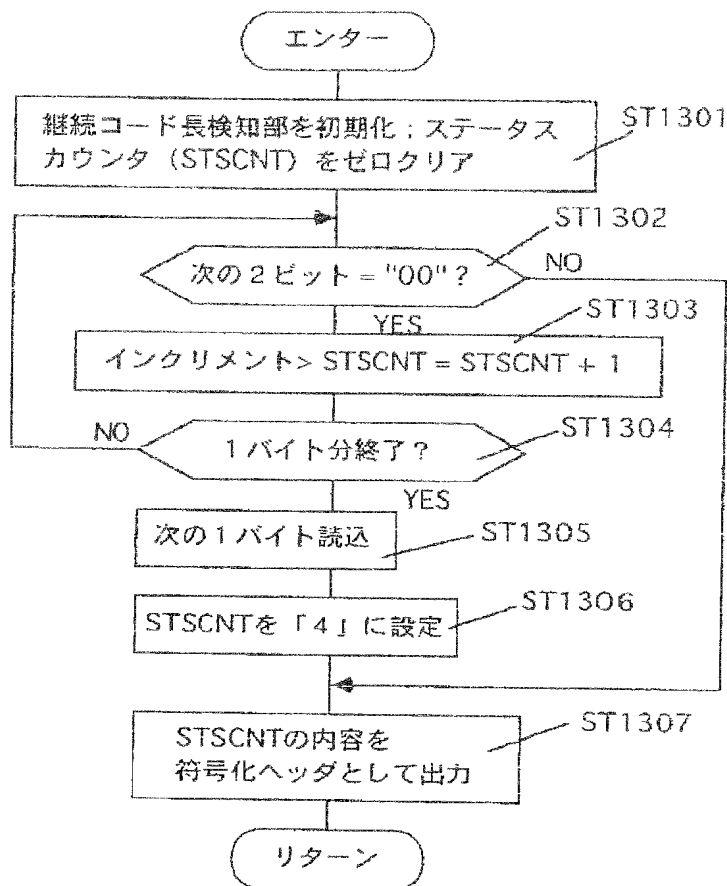 エンター
継続コード長検知部を初期化；ステータス
カウンタ（STSCNT）をゼロクリア
ST1301
ST1302
次の２ビット = "00"？
NO
YES
ST1303
インクリメント> STSCNT = STSCNT + 1
NO
１バイト分終了？
ST1304
YES
次の１バイト読込
ST1305
STSCNTを「４」に設定
ST1306
STSCNTの内容を
符号化ヘッダとして出力
ST1307
リターン